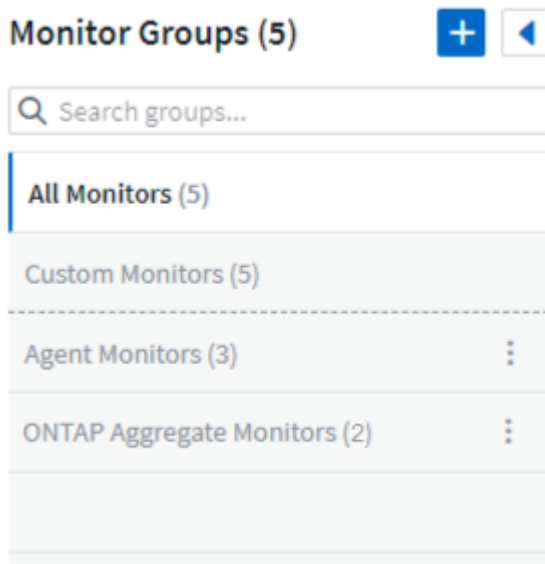 Monitor Groups (5)
Search groups...
All Monitors (5)
Custom Monitors (5)
Agent Monitors (3)
ONTAP Aggregate Monitors (2)